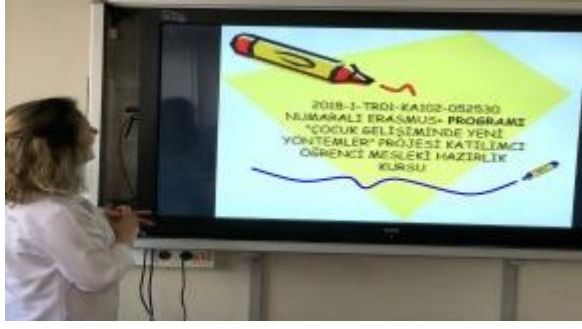 2018-1-TR01-KA102-052530
NUMARALI ERASMUS+ PROGRAMI
"ÇOCUK GELİŞİMİNDE YENİ
YÖNTEMLER" PROJESİ KATILIMCI
ÖĞRENCİ MESLEKİ HAZIRLIK
KURSU